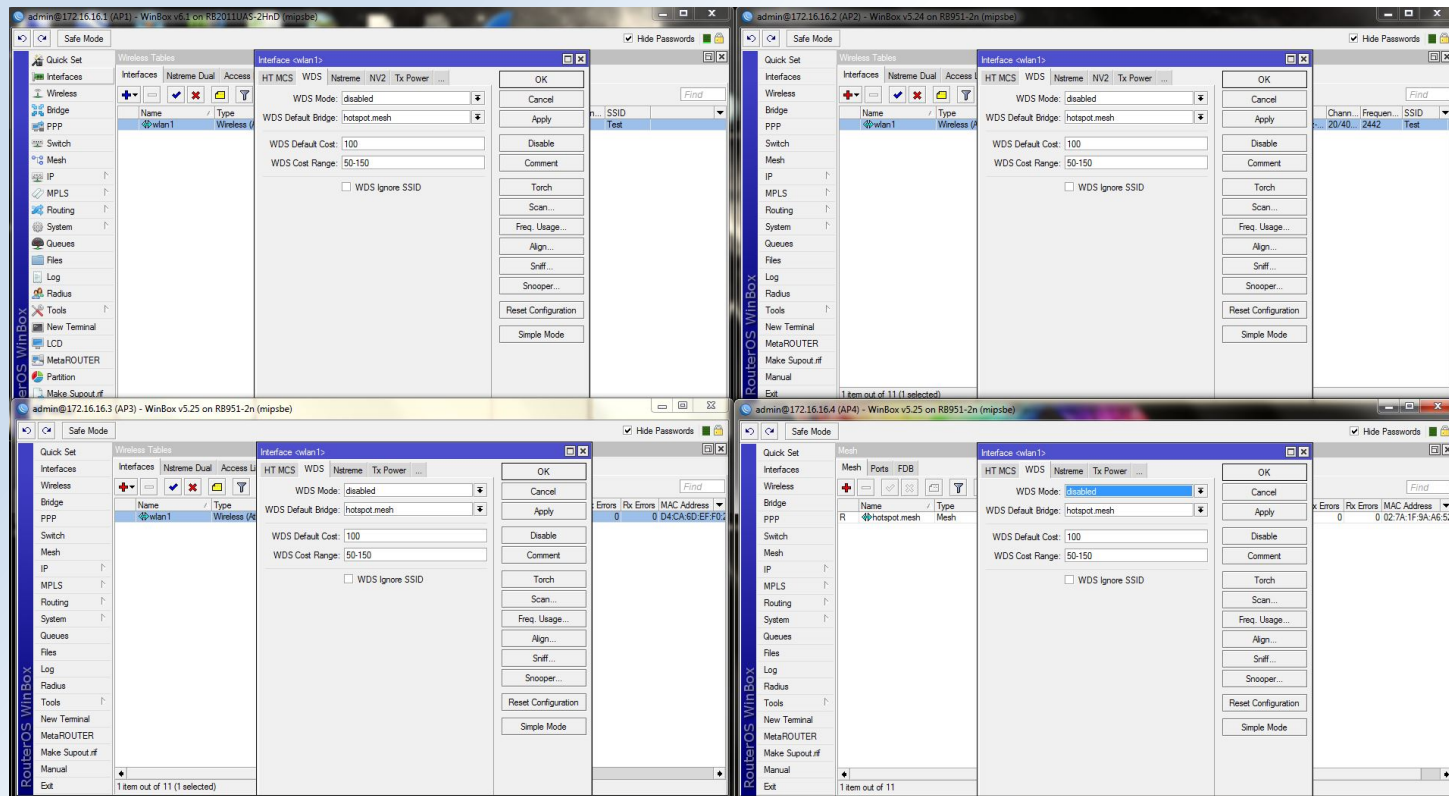 admin@172.16.16.1 (AP1) - WinBox v6.1 on RB2011UAS-2HnD (mipsbe)
Safe Mode
Hide Passwords
Quick Set
Interfaces
Wireless
Bridge
PPP
Switch
Mesh
IP
MPLS
Routing
System
Queues
Files
Log
Radius
Tools
New Terminal
LCD
MetaROUTER
Partition
Make Supout.rif
RouterOS WinBox
Wireless Tables
Interfaces Nstreme Dual Access
Find
Name / Type
SSID
wlan1 Wireless (A
Test
Interface <wlan1>
HT MCS WDS Nstreme NV2 Tx Power ...
WDS Mode: disabled
WDS Default Bridge: hotspot.mesh
WDS Default Cost: 100
WDS Cost Range: 50-150
WDS Ignore SSID
OK
Cancel
Apply
Disable
Comment
Torch
Scan...
Freq. Usage...
Align...
Sniff...
Snooper...
Reset Configuration
Simple Mode
admin@172.16.16.2 (AP2) - WinBox v5.24 on RB951-2n (mipsbe)
Safe Mode
Hide Passwords
Quick Set
Interfaces
Wireless
Bridge
PPP
Switch
Mesh
IP
MPLS
Routing
System
Queues
Files
Log
Radius
Tools
New Terminal
MetaROUTER
Make Supout.rif
Manual
Exit
RouterOS WinBox
Wireless Tables
Interfaces Nstreme Dual Access L
Find
Name / Type
Chann... Frequen... SSID
wlan1 Wireless (A
20/40... 2442 Test
1 item out of 11 (1 selected)
Interface <wlan1>
HT MCS WDS Nstreme NV2 Tx Power ...
WDS Mode: disabled
WDS Default Bridge: hotspot.mesh
WDS Default Cost: 100
WDS Cost Range: 50-150
WDS Ignore SSID
OK
Cancel
Apply
Disable
Comment
Torch
Scan...
Freq. Usage...
Align...
Sniff...
Snooper...
Reset Configuration
Simple Mode
admin@172.16.16.3 (AP3) - WinBox v5.25 on RB951-2n (mipsbe)
Safe Mode
Hide Passwords
Quick Set
Interfaces
Wireless
Bridge
PPP
Switch
Mesh
IP
MPLS
Routing
System
Queues
Files
Log
Radius
Tools
New Terminal
MetaROUTER
Make Supout.rif
Manual
Exit
RouterOS WinBox
Wireless Tables
Interfaces Nstreme Dual Access Li
Find
Name / Type
Errors Rx Errors MAC Address
wlan1 Wireless (At
0 0 D4:CA:6D:EF:F0:
1 item out of 11 (1 selected)
Interface <wlan1>
HT MCS WDS Nstreme Tx Power ...
WDS Mode: disabled
WDS Default Bridge: hotspot.mesh
WDS Default Cost: 100
WDS Cost Range: 50-150
WDS Ignore SSID
OK
Cancel
Apply
Disable
Comment
Torch
Scan...
Freq. Usage...
Align...
Sniff...
Snooper...
Reset Configuration
Simple Mode
admin@172.16.16.4 (AP4) - WinBox v5.25 on RB951-2n (mipsbe)
Safe Mode
Hide Passwords
Quick Set
Interfaces
Wireless
Bridge
PPP
Switch
Mesh
IP
MPLS
Routing
System
Queues
Files
Log
Radius
Tools
New Terminal
MetaROUTER
Make Supout.rif
Manual
Exit
RouterOS WinBox
Mesh
Mesh Ports FDB
Find
Name / Type
x Errors Rx Errors MAC Address
R hotspot.mesh Mesh
0 0 02:7A:1F:9A:A6:52
1 item out of 11
Interface <wlan1>
HT MCS WDS Nstreme Tx Power ...
WDS Mode: disabled
WDS Default Bridge: hotspot.mesh
WDS Default Cost: 100
WDS Cost Range: 50-150
WDS Ignore SSID
OK
Cancel
Apply
Disable
Comment
Torch
Scan...
Freq. Usage...
Align...
Sniff...
Snooper...
Reset Configuration
Simple Mode